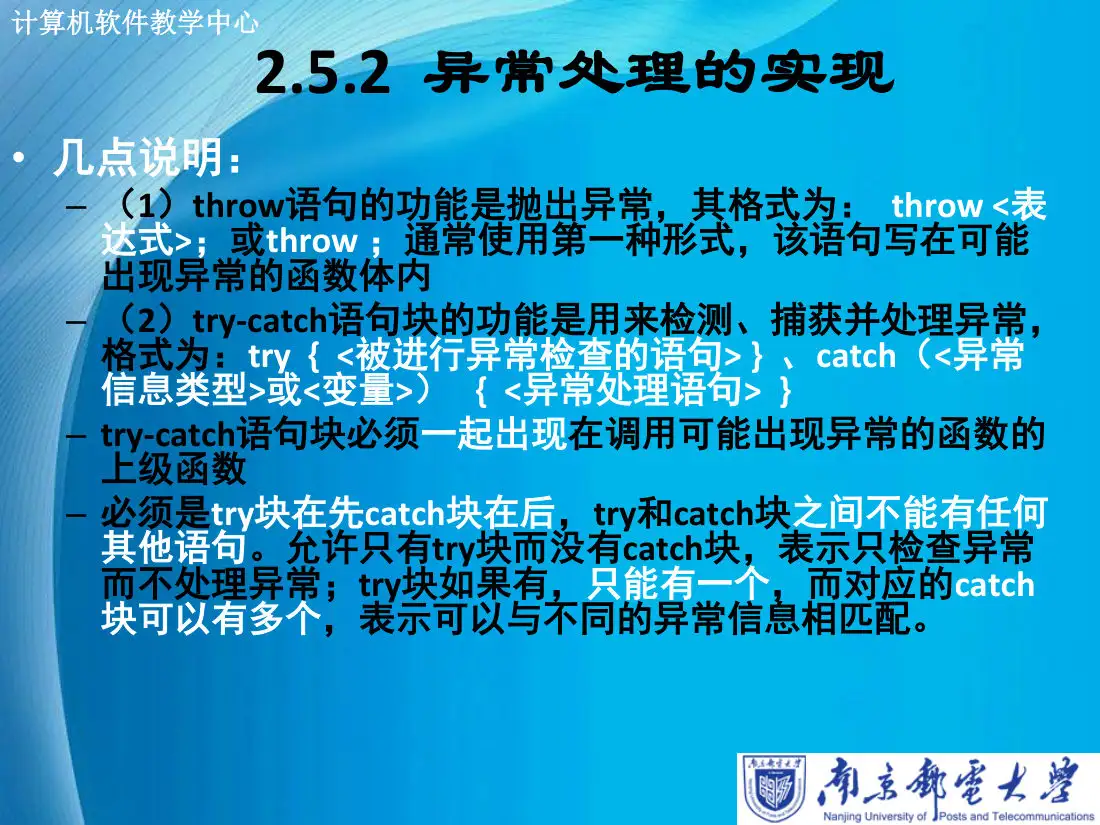 计算机软件教学中心
2.5.2 异常处理的实现
• 几点说明：
– （1）throw语句的功能是抛出异常，其格式为： throw <表
达式>；或throw ；通常使用第一种形式，该语句写在可能
出现异常的函数体内
– （2）try-catch语句块的功能是用来检测、捕获并处理异常，
格式为：try｛ <被进行异常检查的语句>｝、catch（<异常
信息类型>或<变量>）｛ <异常处理语句> ｝
– try-catch语句块必须一起出现在调用可能出现异常的函数的
上级函数
– 必须是try块在先catch块在后，try和catch块之间不能有任何
其他语句。允许只有try块而没有catch块，表示只检查异常
而不处理异常；try块如果有，只能有一个，而对应的catch
块可以有多个，表示可以与不同的异常信息相匹配。
南京邮电大学
南京郵電大學
Nanjing University of Posts and Telecommunications